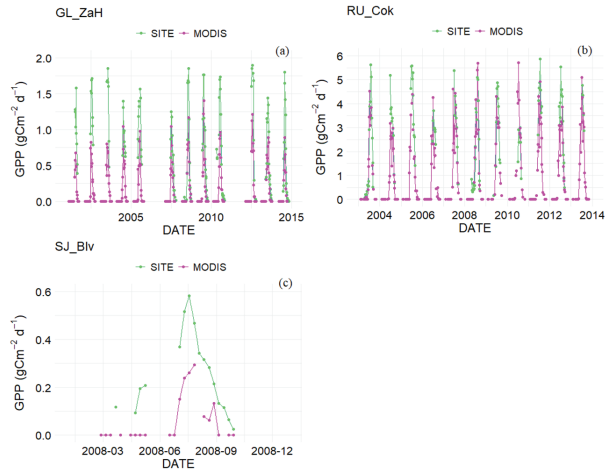 GL_ZaH
SITE MODIS
(a)
GPP (gCm⁻² d⁻¹)
2.0
1.5
1.0
0.5
0.0
2005 2010 2015
DATE
RU_Cok
SITE MODIS
(b)
GPP (gCm⁻² d⁻¹)
6
5
4
3
2
1
0
2004 2006 2008 2010 2012 2014
DATE
SJ_Blv
SITE MODIS
(c)
GPP (gCm⁻² d⁻¹)
0.6
0.4
0.2
0.0
2008-03 2008-06 2008-09 2008-12
DATE